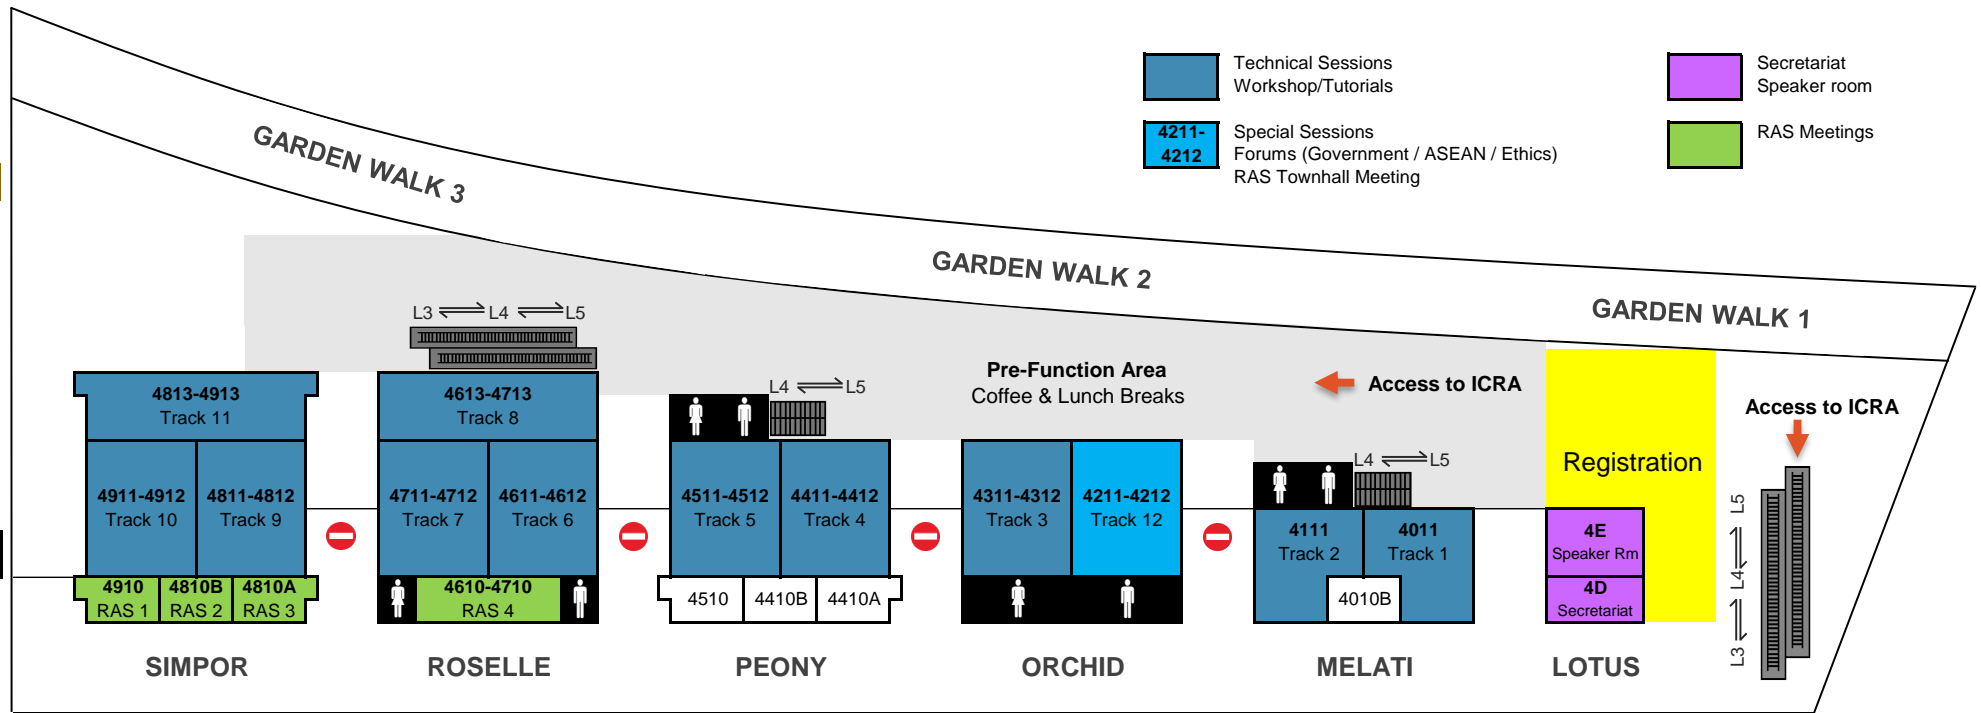 Technical Sessions
Workshop/Tutorials
Secretariat
Speaker room
4211-
4212
Special Sessions
Forums (Government / ASEAN / Ethics)
RAS Townhall Meeting
RAS Meetings
GARDEN WALK 3
GARDEN WALK 2
GARDEN WALK 1
L3 L4 L5
Pre-Function Area
Coffee & Lunch Breaks
L4 L5
Access to ICRA
Access to ICRA
4813-4913
Track 11
4613-4713
Track 8
4911-4912
Track 10
4811-4812
Track 9
4711-4712
Track 7
4611-4612
Track 6
4511-4512
Track 5
4411-4412
Track 4
4311-4312
Track 3
4211-4212
Track 12
L4 L5
4111
Track 2
4011
Track 1
Registration
4E
Speaker Rm
4D
Secretariat
L3 L4 L5
4910
RAS 1
4810B
RAS 2
4810A
RAS 3
4610-4710
RAS 4
4510
4410B
4410A
4010B
SIMPOR
ROSELLE
PEONY
ORCHID
MELATI
LOTUS